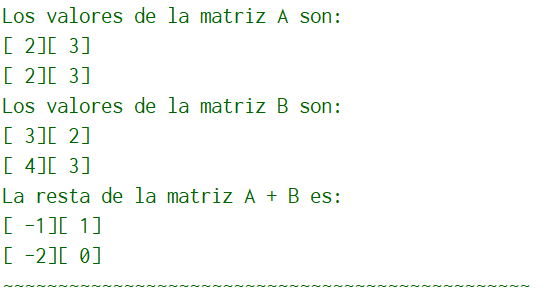 Los valores de la matriz A son:
[ 2][ 3]
[ 2][ 3]
Los valores de la matriz B son:
[ 3][ 2]
[ 4][ 3]
La resta de la matriz A + B es:
[ -1][ 1]
[ -2][ 0]
~~~~~~~~~~~~~~~~~~~~~~~~~~~~~~~~~~~~~~~~~~~~~~~~